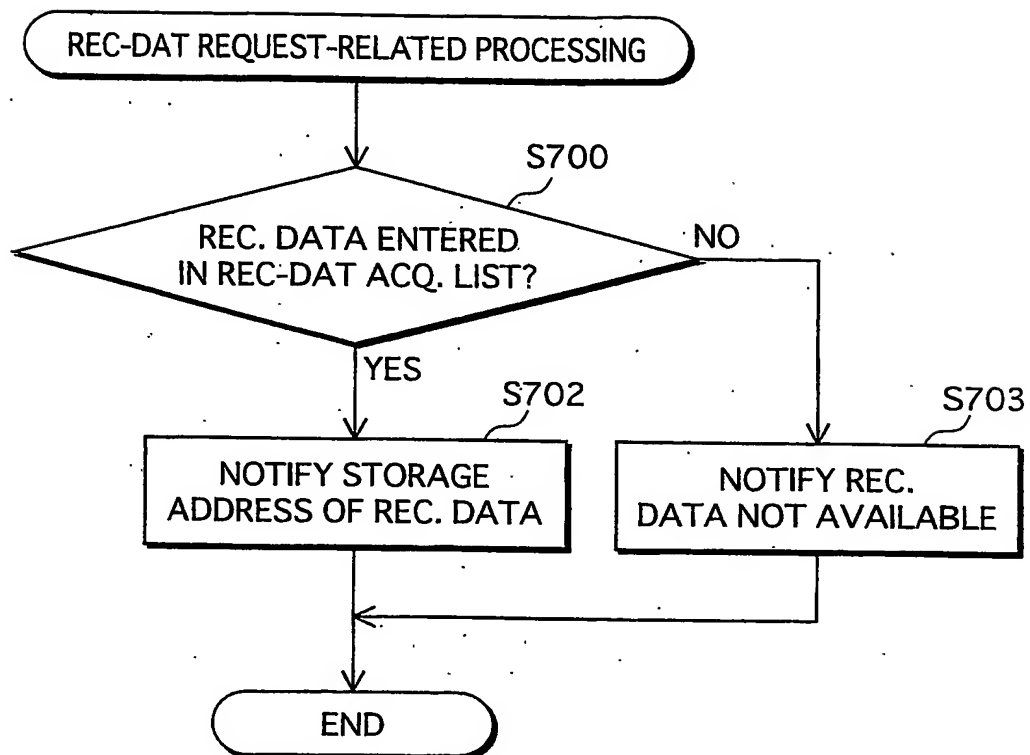 REC-DAT REQUEST-RELATED PROCESSING
S700
REC. DATA ENTERED
IN REC-DAT ACQ. LIST?
NO
YES
S702
S703
NOTIFY STORAGE
ADDRESS OF REC. DATA
NOTIFY REC.
DATA NOT AVAILABLE
END